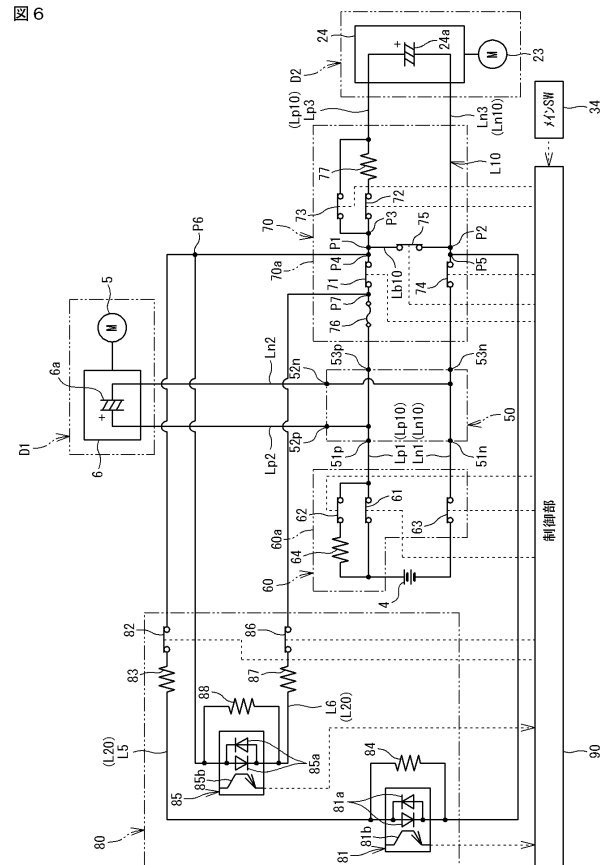 図6
24
+
24a
M
23
D2
(Lp10)
Lp3
Ln3
(Ln10)
メインSW
34
L10
77
73
72
70
70a
P3
P1
P4
71
P7
76
75
P2
P5
Lb10
74
P6
5
M
6a
+
6
D1
Ln2
Lp2
52n
52p
53p
53n
50
51p
51n
Lp1(Lp10)
Ln1(Ln10)
62
61
60a
64
60
63
4
制御部
90
82
83
86
87
88
(L20)
L5
L6
(L20)
80
85
85b
85a
84
81a
81b
81